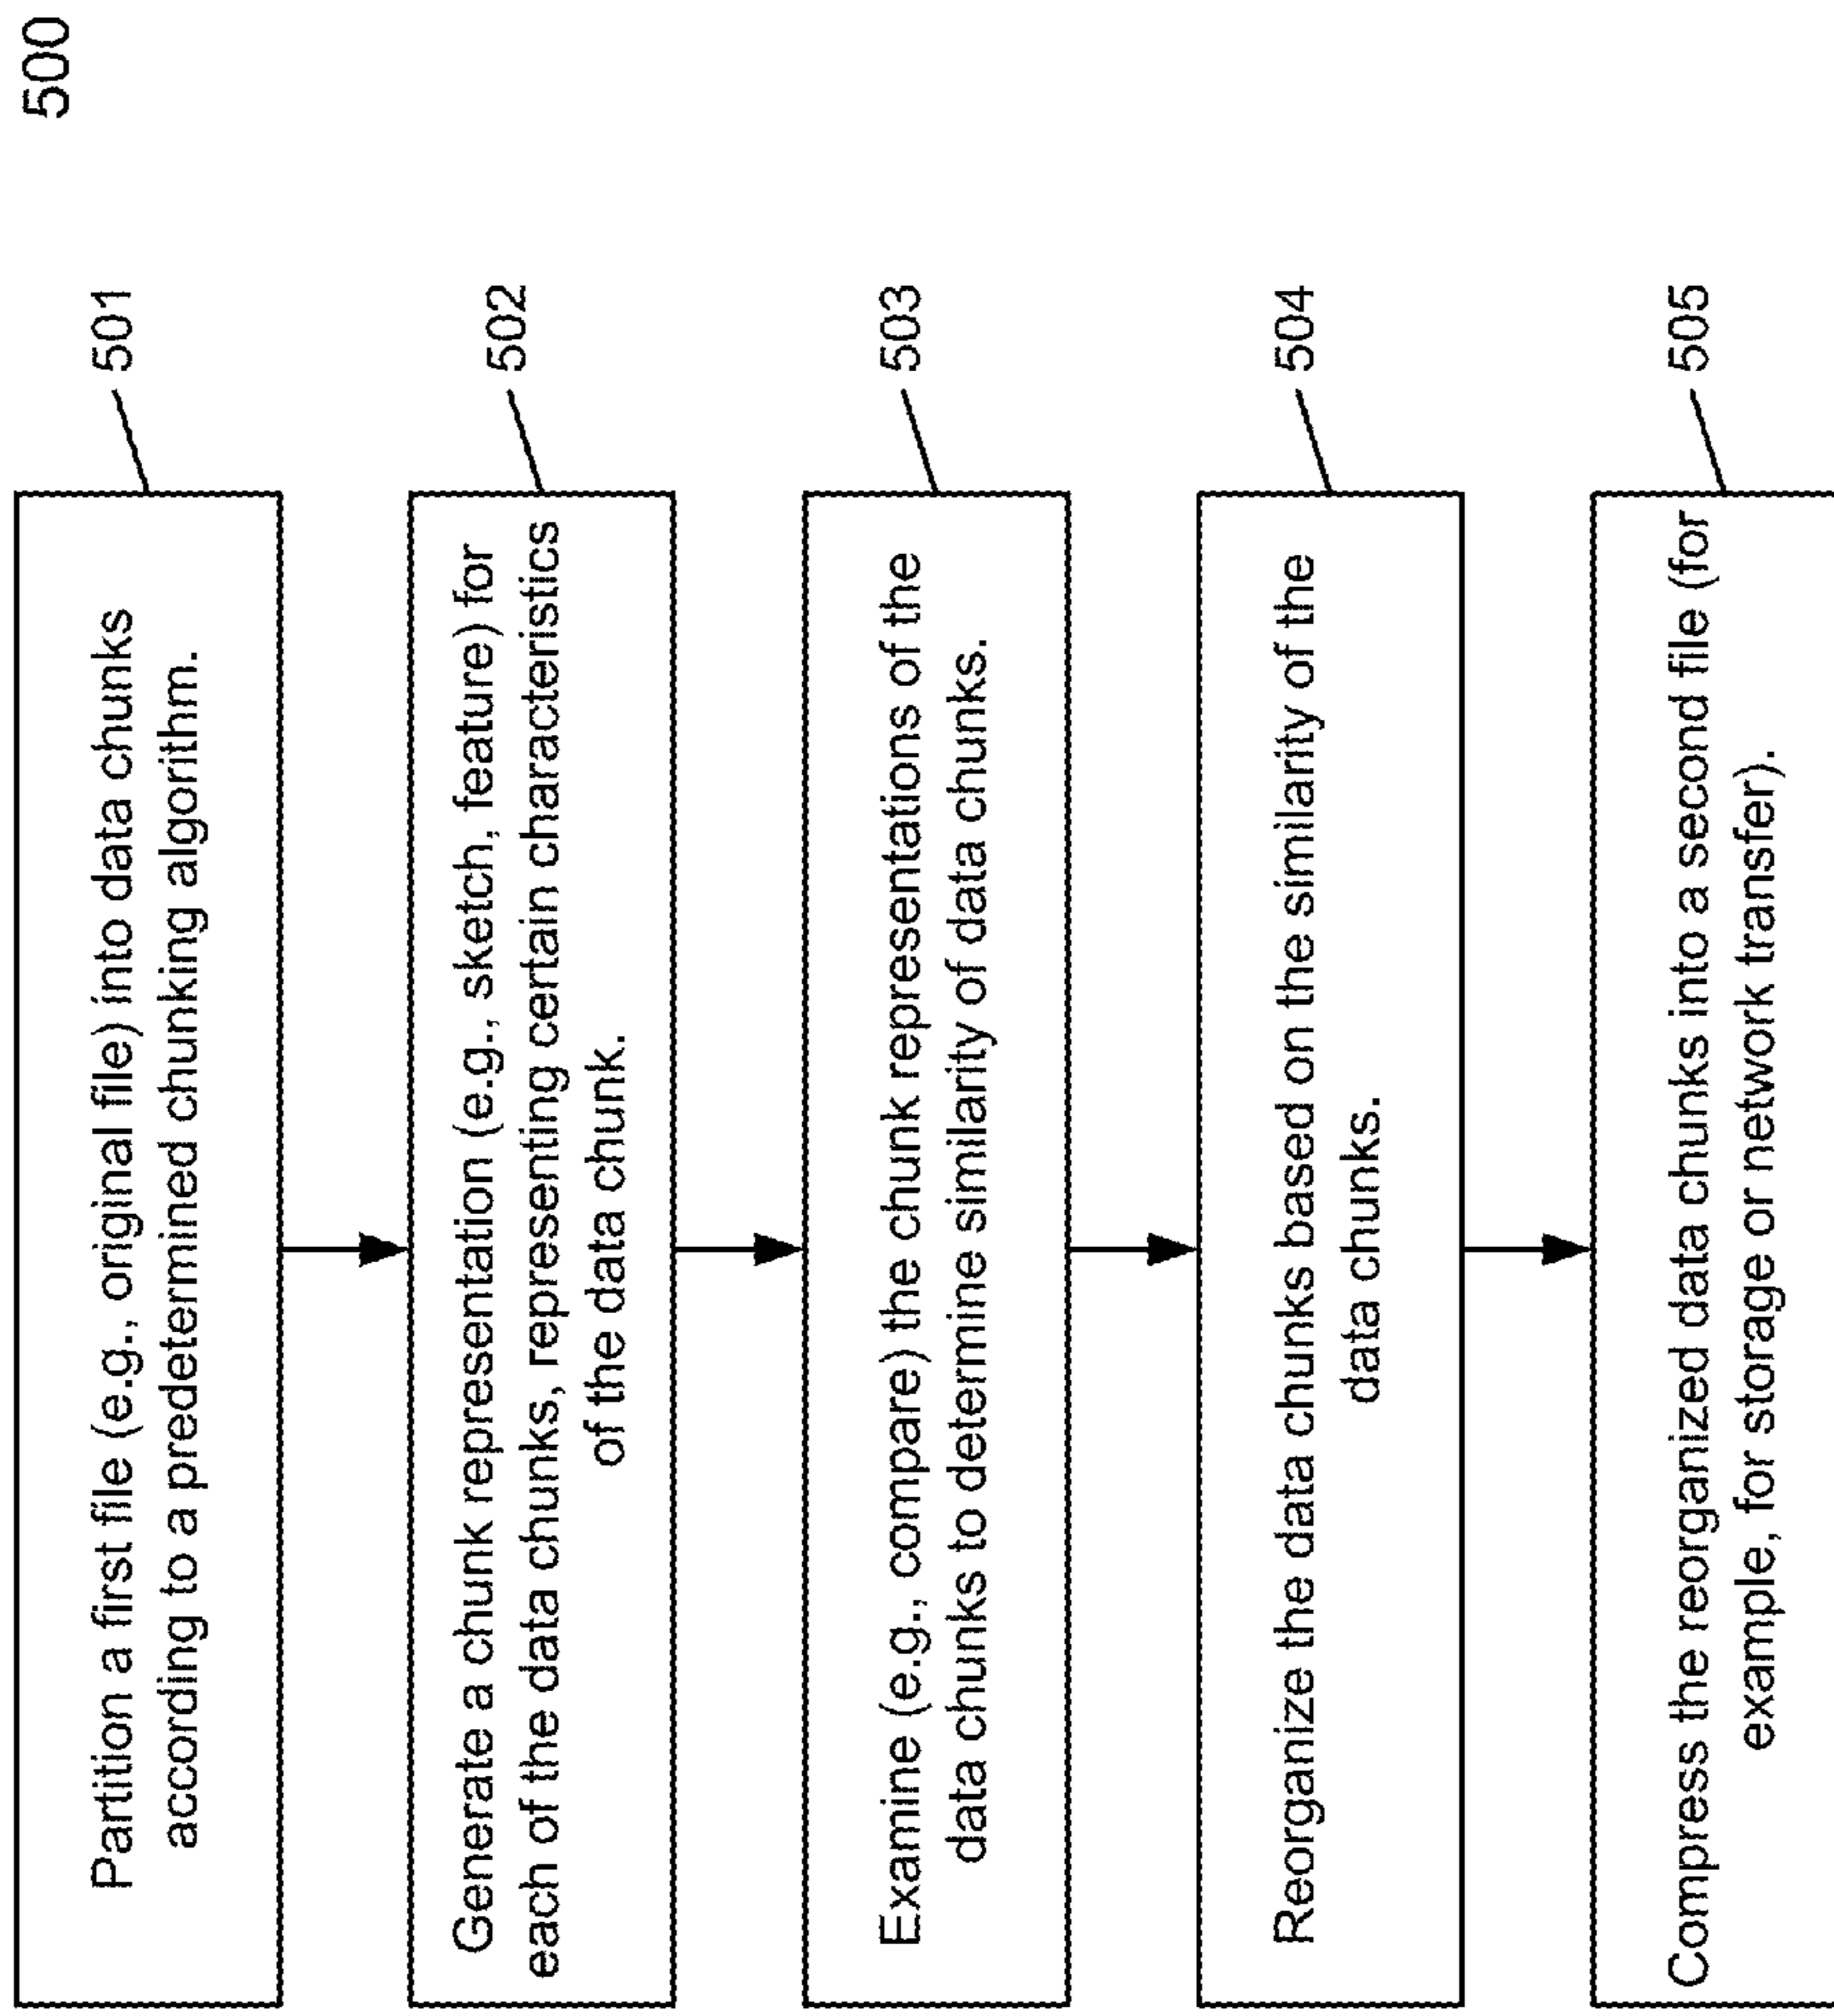 500
Partition a first file (e.g., original file) into data chunks
according to a predetermined chunking algorithm.
501
Generate a chunk representation (e.g., sketch, feature) for
each of the data chunks, representing certain characteristics
of the data chunk.
502
Examine (e.g., compare) the chunk representations of the
data chunks to determine similarity of data chunks.
503
Reorganize the data chunks based on the similarity of the
data chunks.
504
Compress the reorganized data chunks into a second file (for
example, for storage or network transfer).
505